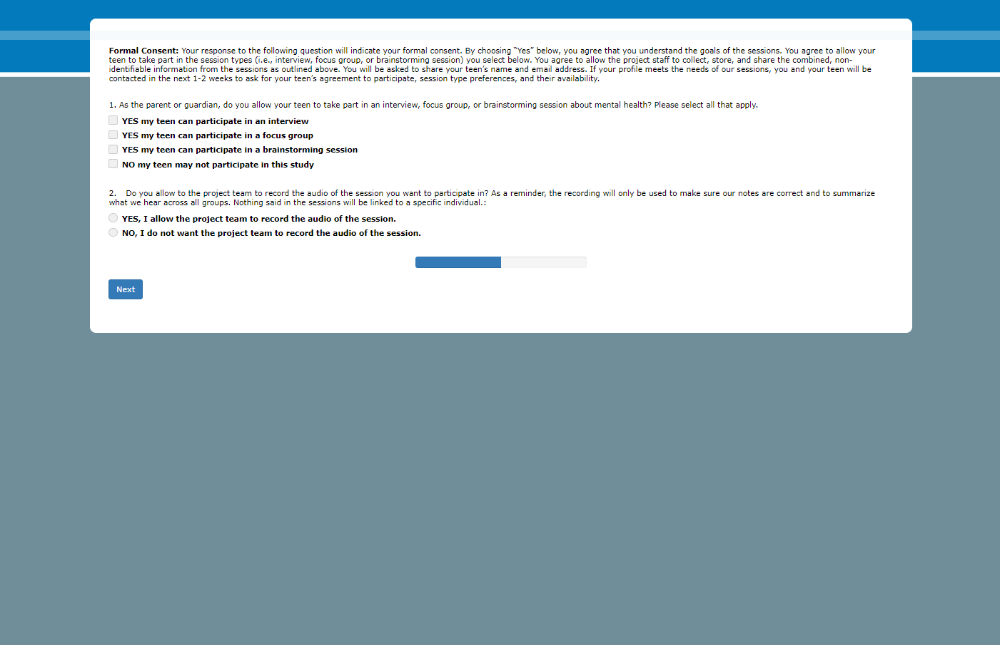 Formal Consent: Your response to the following question will indicate your formal consent. By choosing “Yes” below, you agree that you understand the goals of the sessions. You agree to allow your
teen to take part in the session types (i.e., interview, focus group, or brainstorming session) you select below. You agree to allow the project staff to collect, store, and share the combined, non-
identifiable information from the sessions as outlined above. You will be asked to share your teen’s name and email address. If your profile meets the needs of our sessions, you and your teen will be
contacted in the next 1-2 weeks to ask for your teen’s agreement to participate, session type preferences, and their availability.
1. As the parent or guardian, do you allow your teen to take part in an interview, focus group, or brainstorming session about mental health? Please select all that apply.
YES my teen can participate in an interview
YES my teen can participate in a focus group
YES my teen can participate in a brainstorming session
NO my teen may not participate in this study
2. Do you allow to the project team to record the audio of the session you want to participate in? As a reminder, the recording will only be used to make sure our notes are correct and to summarize
what we hear across all groups. Nothing said in the sessions will be linked to a specific individual.:
YES, I allow the project team to record the audio of the session.
NO, I do not want the project team to record the audio of the session.
Next